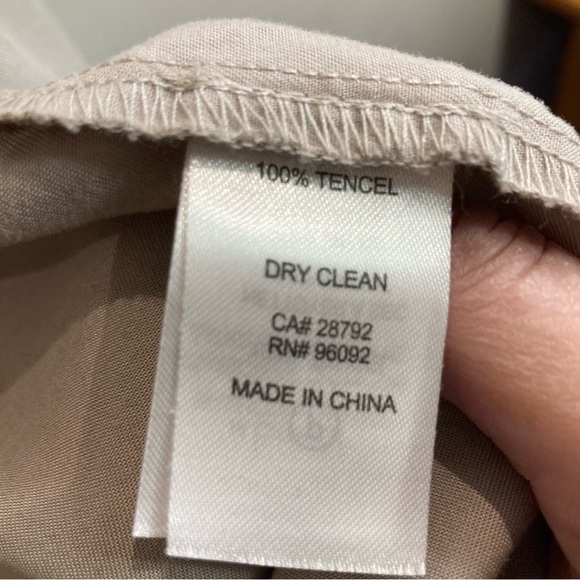 100% TENCEL
DRY CLEAN
CA# 28792
RN# 96092
MADE IN CHINA